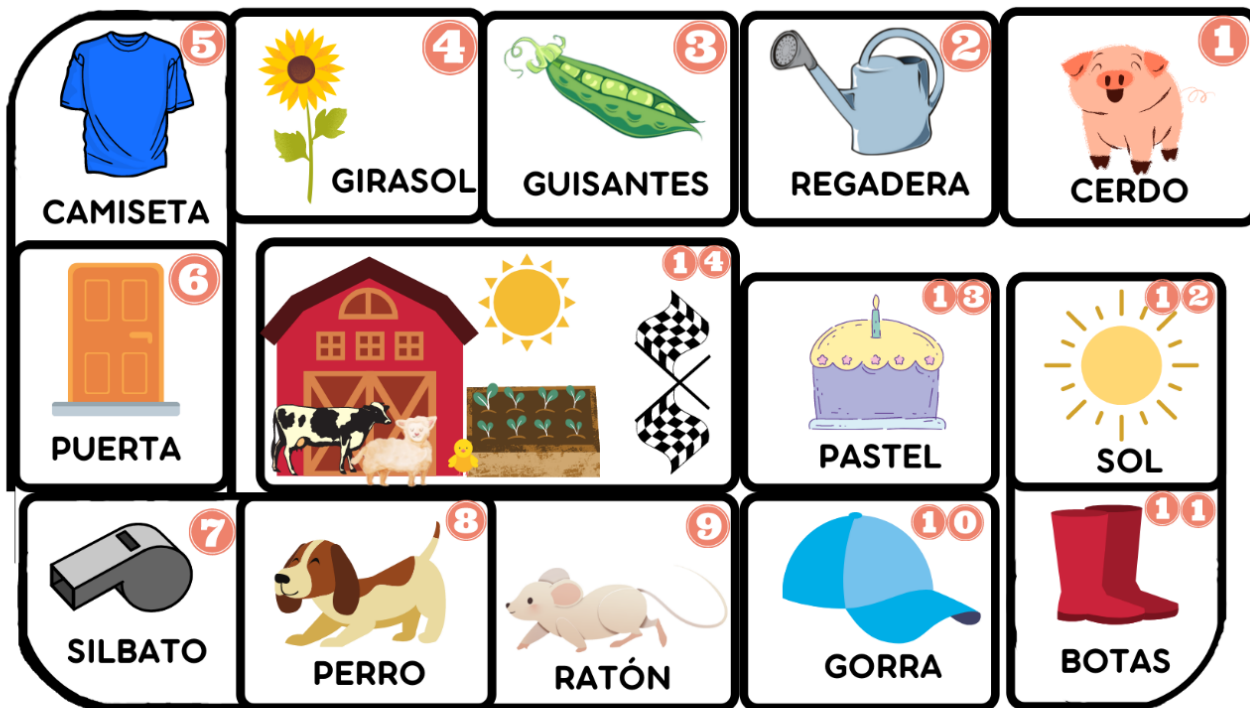 5
CAMISETA
4
GIRASOL
3
GUISANTES
2
REGADERA
1
CERDO
6
PUERTA
14
13
PASTEL
12
SOL
7
SILBATO
8
PERRO
9
RATÓN
10
GORRA
11
BOTAS